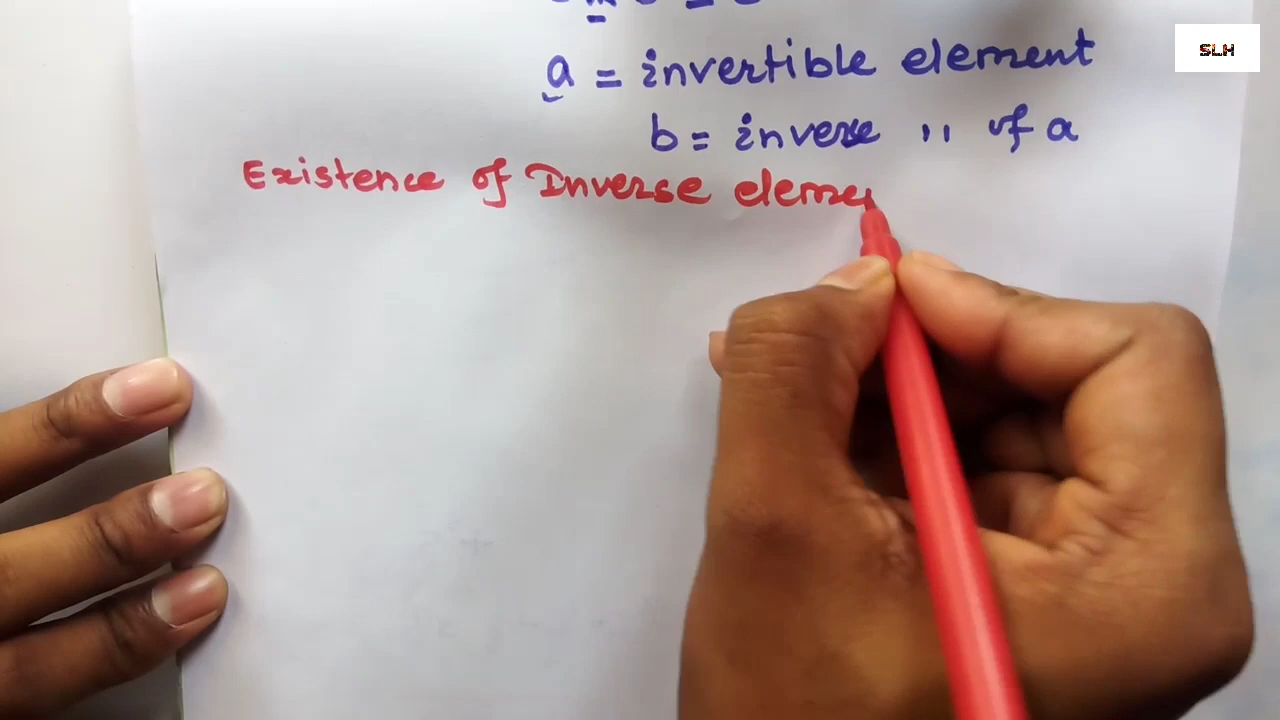 SLH
a = invertible element
b = inverse " of a
Existence of Inverse eleme